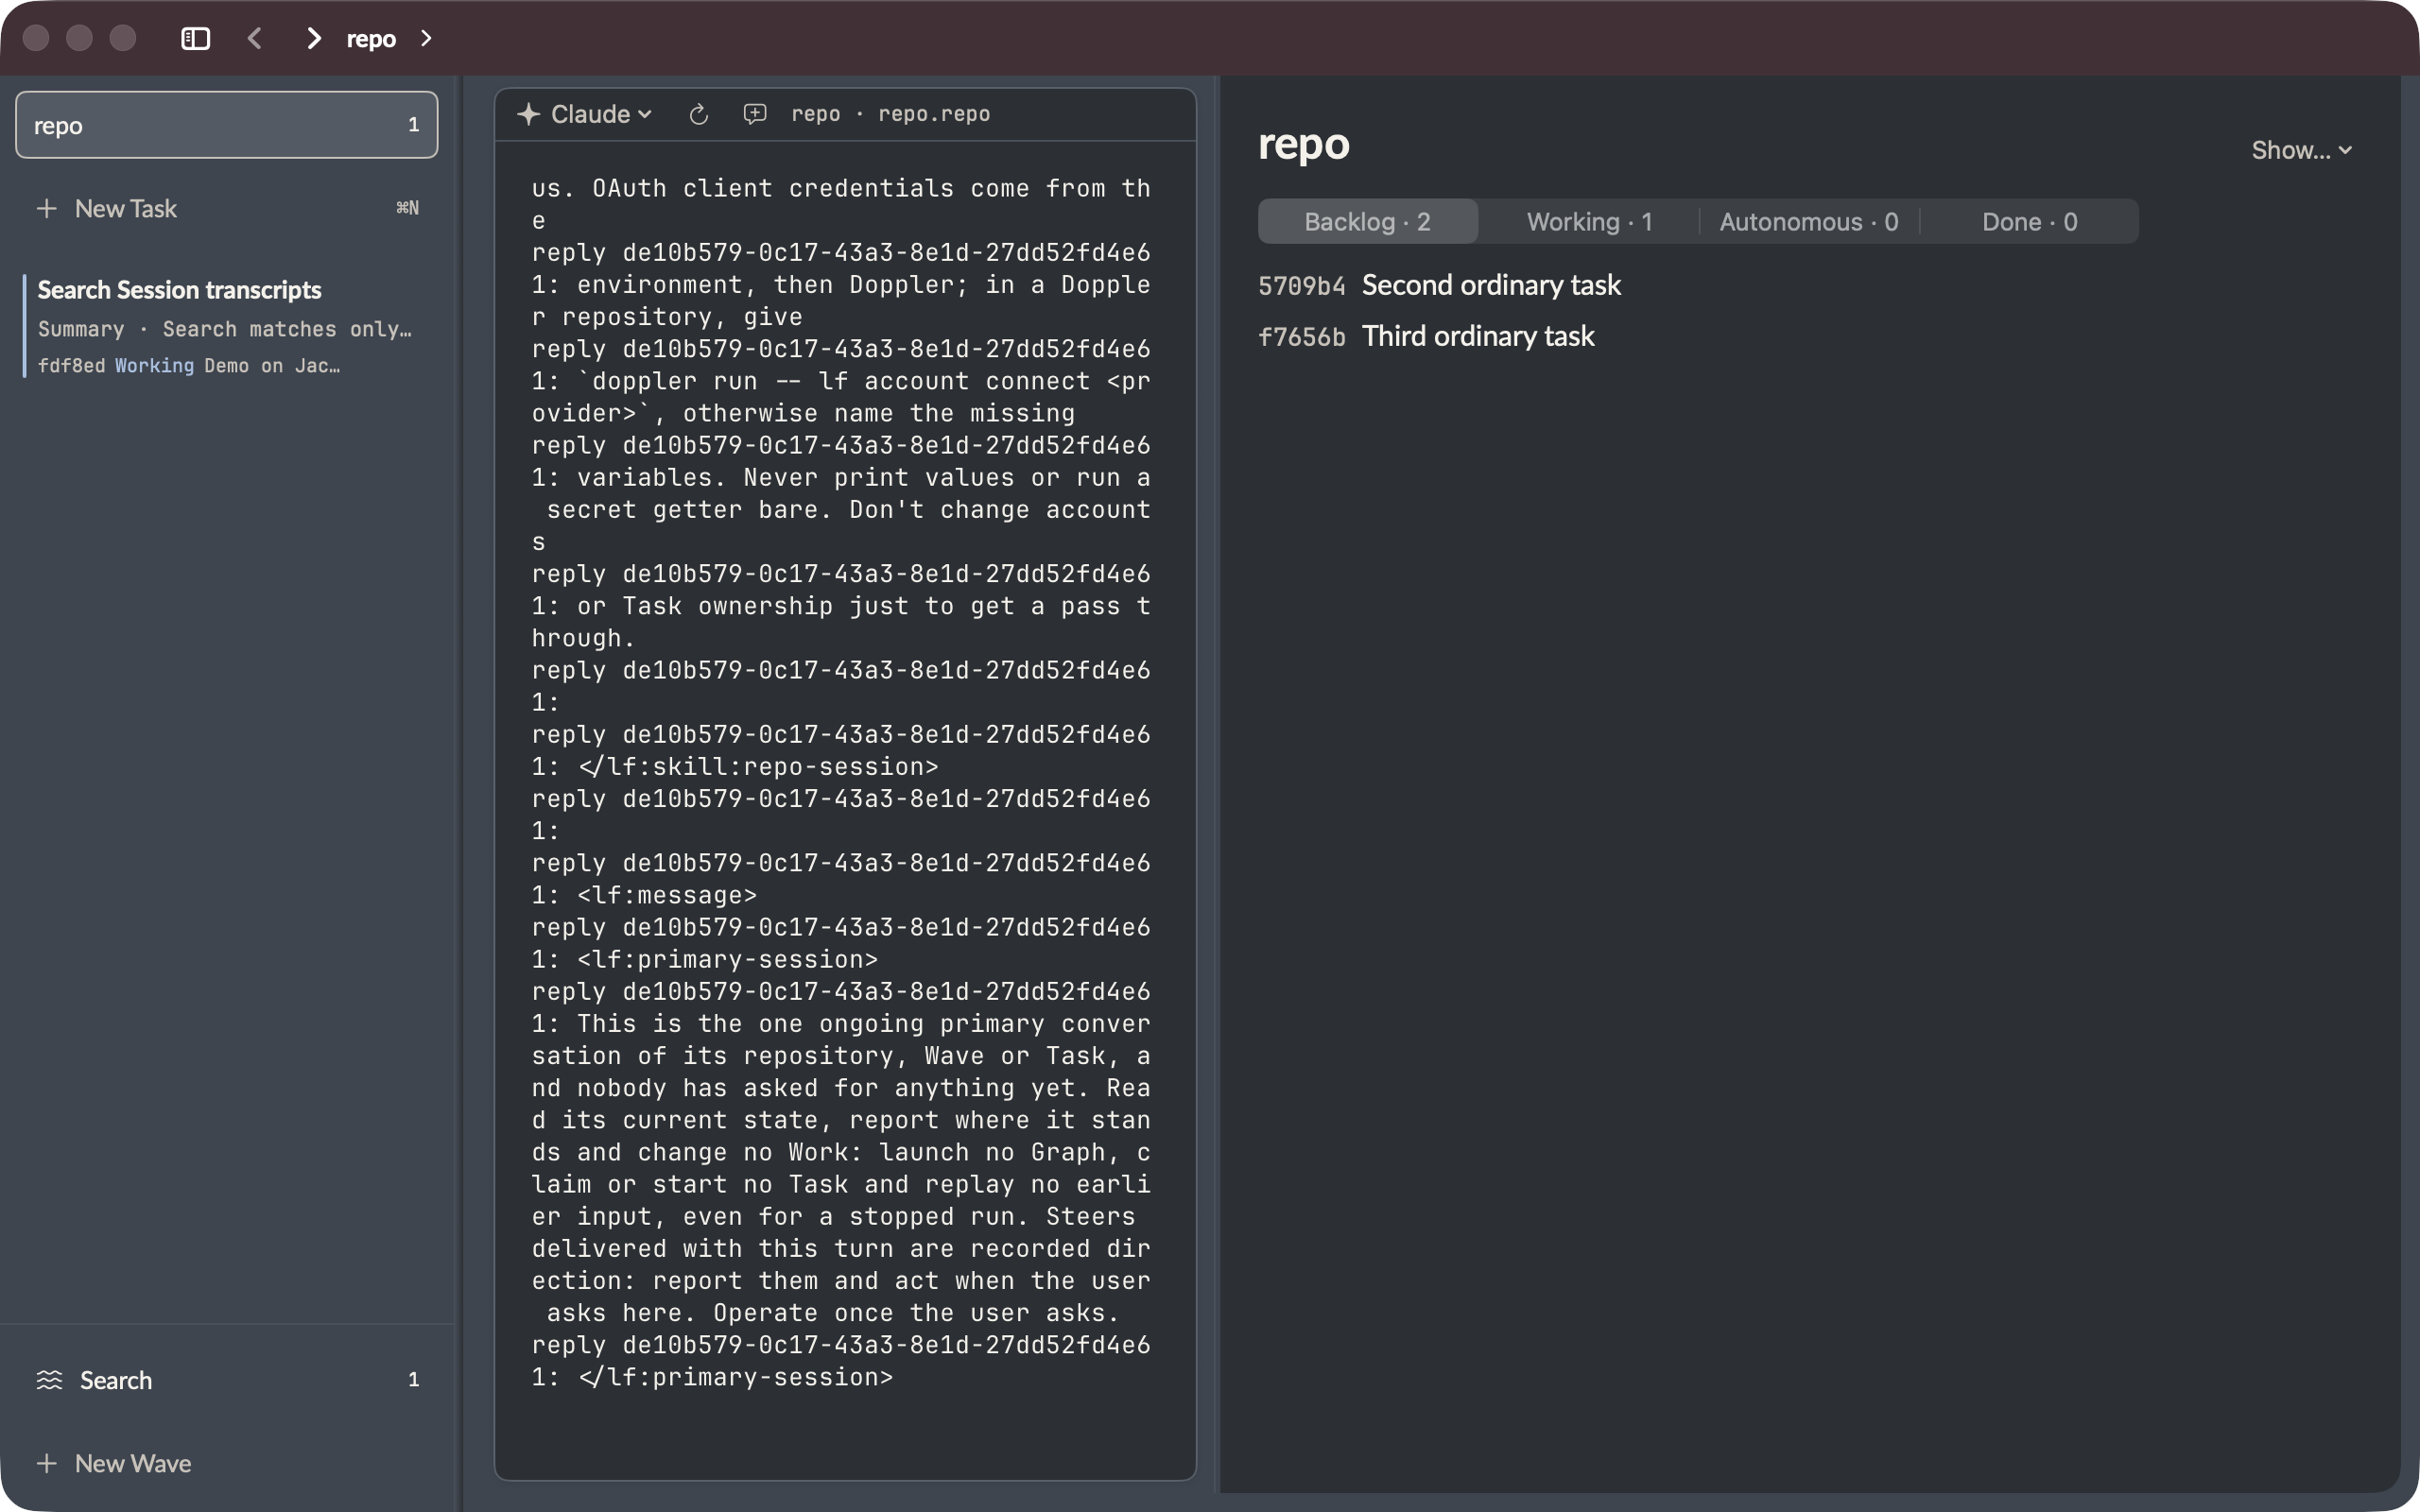 repo
repo 1
New Task ⌘N
Search Session transcripts
Summary · Search matches only…
fdf8ed Working Demo on Jac…
Search 1
New Wave
Claude repo · repo.repo
us. OAuth client credentials come from th
e
reply de10b579-0c17-43a3-8e1d-27dd52fd4e6
1: environment, then Doppler; in a Dopple
r repository, give
reply de10b579-0c17-43a3-8e1d-27dd52fd4e6
1: `doppler run -- lf account connect <pr
ovider>`, otherwise name the missing
reply de10b579-0c17-43a3-8e1d-27dd52fd4e6
1: variables. Never print values or run a
 secret getter bare. Don't change account
s
reply de10b579-0c17-43a3-8e1d-27dd52fd4e6
1: or Task ownership just to get a pass t
hrough.
reply de10b579-0c17-43a3-8e1d-27dd52fd4e6
1:
reply de10b579-0c17-43a3-8e1d-27dd52fd4e6
1: </lf:skill:repo-session>
reply de10b579-0c17-43a3-8e1d-27dd52fd4e6
1:
reply de10b579-0c17-43a3-8e1d-27dd52fd4e6
1: <lf:message>
reply de10b579-0c17-43a3-8e1d-27dd52fd4e6
1: <lf:primary-session>
reply de10b579-0c17-43a3-8e1d-27dd52fd4e6
1: This is the one ongoing primary conver
sation of its repository, Wave or Task, a
nd nobody has asked for anything yet. Rea
d its current state, report where it stan
ds and change no Work: launch no Graph, c
laim or start no Task and replay no earli
er input, even for a stopped run. Steers
delivered with this turn are recorded dir
ection: report them and act when the user
 asks here. Operate once the user asks.
reply de10b579-0c17-43a3-8e1d-27dd52fd4e6
1: </lf:primary-session>
repo
Show...
Backlog · 2 Working · 1 Autonomous · 0 Done · 0
5709b4 Second ordinary task
f7656b Third ordinary task